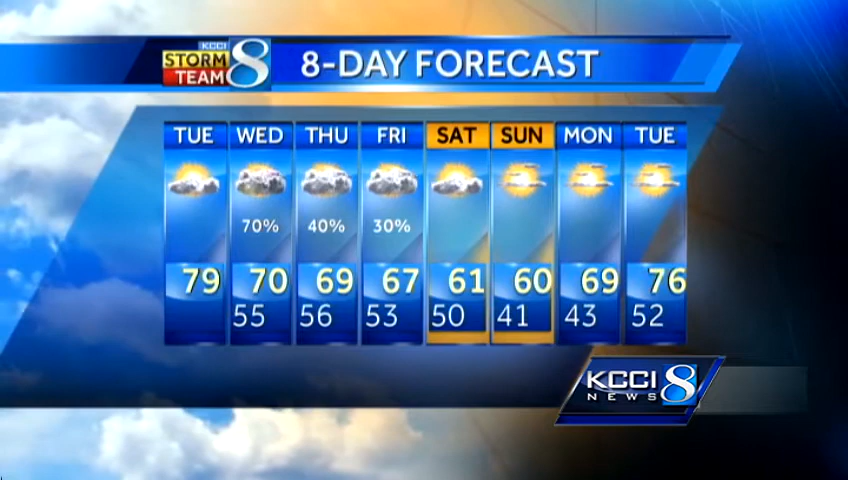 KCCI
STORM
TEAM
8
8-DAY FORECAST
TUE WED THU FRI SAT SUN MON TUE
70% 40% 30%
79 70 69 67 61 60 69 76
55 56 53 50 41 43 52
KCCI 8
NEWS